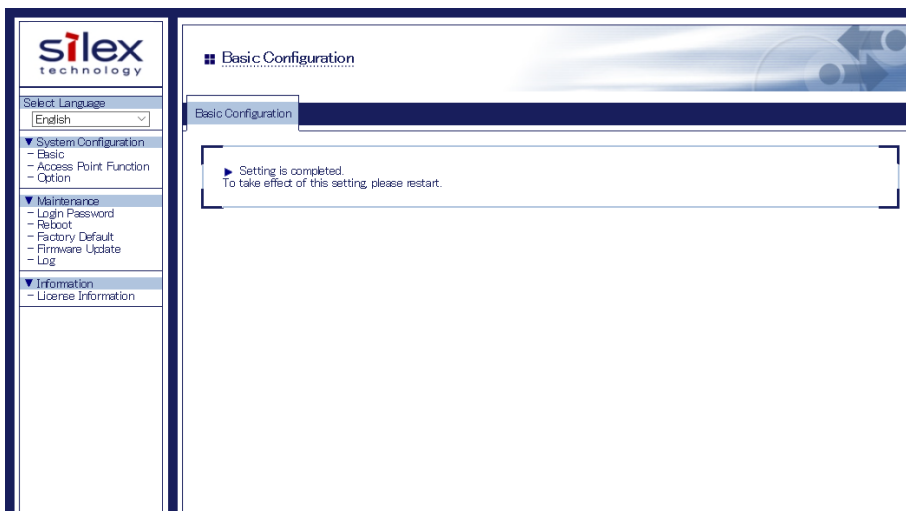 silex
technology
Select Language
English
▼ System Configuration
- Basic
- Access Point Function
- Option
▼ Maintenance
- Login Password
- Reboot
- Factory Default
- Firmware Update
- Log
▼ Information
- License Information
Basic Configuration
Basic Configuration
▶ Setting is completed.
To take effect of this setting, please restart.